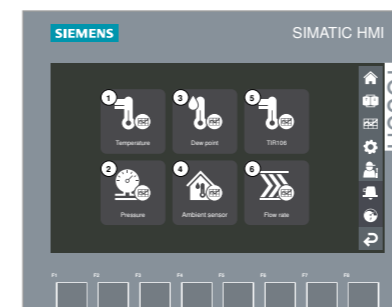 SIEMENS
SIMATIC HMI
1
3
5
Temperature
Dew point
TIR106
2
4
6
Pressure
Ambient sensor
Flow rate
F1 F2 F3 F4 F5 F6 F7 F8